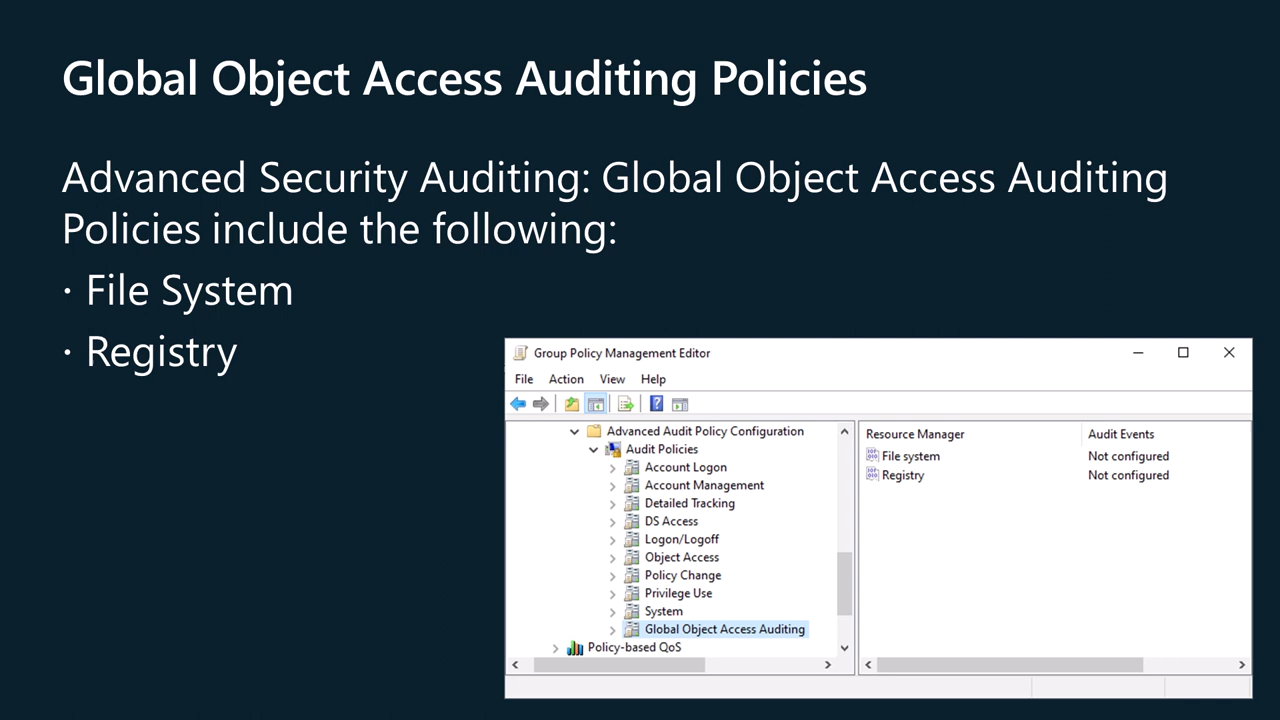 Global Object Access Auditing Policies
Advanced Security Auditing: Global Object Access Auditing
Policies include the following:
· File System
· Registry
Group Policy Management Editor
File Action View Help
Advanced Audit Policy Configuration
Audit Policies
Account Logon
Account Management
Detailed Tracking
DS Access
Logon/Logoff
Object Access
Policy Change
Privilege Use
System
Global Object Access Auditing
Policy-based QoS
Resource Manager Audit Events
File system Not configured
Registry Not configured